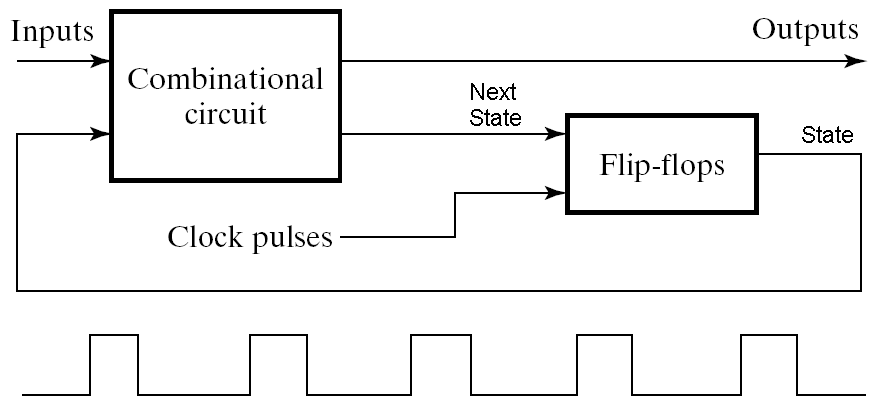 Inputs
Outputs
Combinational
circuit
Next
State
State
Flip-flops
Clock pulses